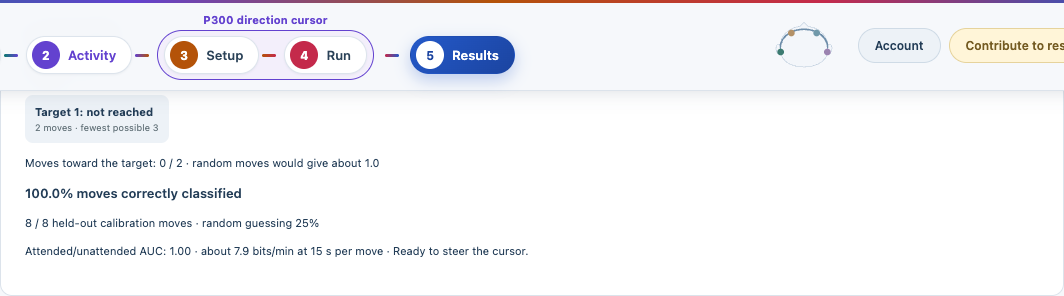 P300 direction cursor
2 Activity
3 Setup
4 Run
5 Results
Account
Contribute to res
Target 1: not reached
2 moves · fewest possible 3
Moves toward the target: 0 / 2 · random moves would give about 1.0
100.0% moves correctly classified
8 / 8 held-out calibration moves · random guessing 25%
Attended/unattended AUC: 1.00 · about 7.9 bits/min at 15 s per move · Ready to steer the cursor.